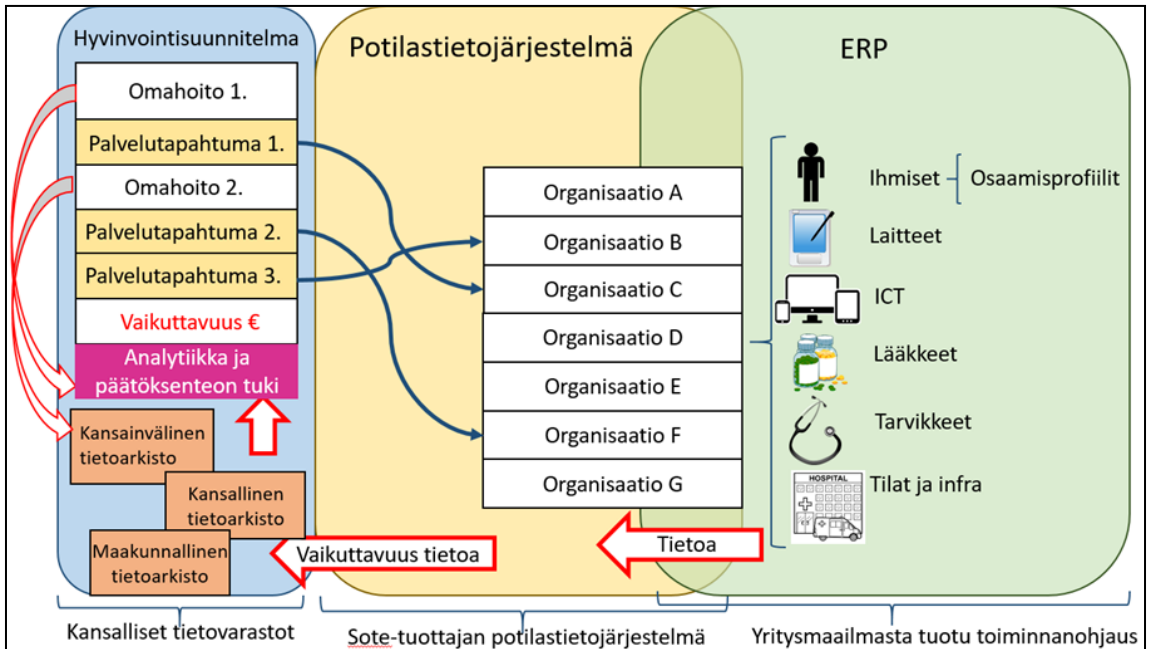 Hyvinvointisuunnitelma
Omahoito 1.
Palvelutapahtuma 1.
Omahoito 2.
Palvelutapahtuma 2.
Palvelutapahtuma 3.
Vaikuttavuus €
Analytiikka ja
päätöksenteon tuki
Kansainvälinen
tietoarkisto
Kansallinen
tietoarkisto
Maakunnallinen
tietoarkisto
Kansalliset tietovarastot
Potilastietojärjestelmä
Organisaatio A
Organisaatio B
Organisaatio C
Organisaatio D
Organisaatio E
Organisaatio F
Organisaatio G
Vaikuttavuus tietoa
Tietoa
Sote-tuottajan potilastietojärjestelmä
ERP
Ihmiset
Osaamisprofiilit
Laitteet
ICT
Lääkkeet
Tarvikkeet
HOSPITAL
Tilat ja infra
Yritysmaailmasta tuotu toiminnanohjaus